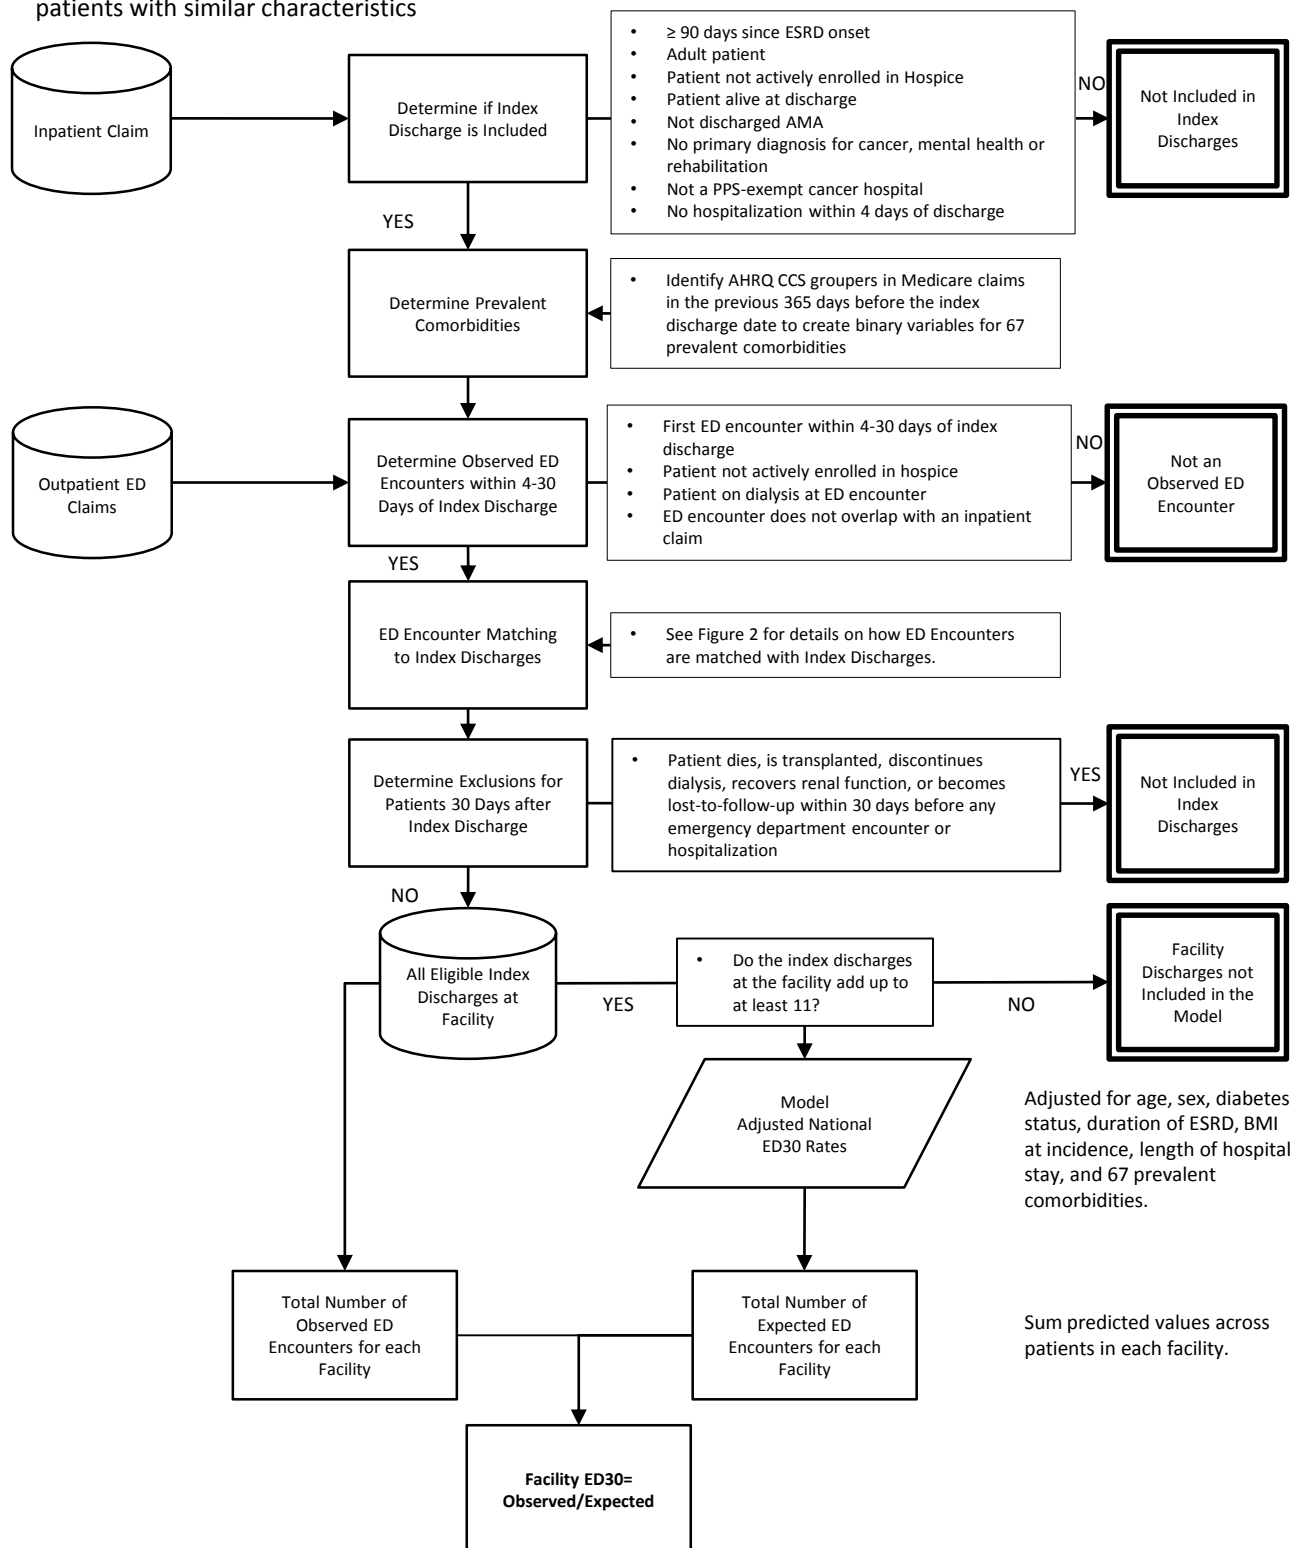 patients with similar characteristics
Inpatient Claim
Determine if Index
Discharge is Included
• ≥ 90 days since ESRD onset
• Adult patient
• Patient not actively enrolled in Hospice
• Patient alive at discharge
• Not discharged AMA
• No primary diagnosis for cancer, mental health or
rehabilitation
• Not a PPS-exempt cancer hospital
• No hospitalization within 4 days of discharge
NO
Not Included in
Index
Discharges
YES
Determine Prevalent
Comorbidities
• Identify AHRQ CCS groupers in Medicare claims
in the previous 365 days before the index
discharge date to create binary variables for 67
prevalent comorbidities
Outpatient ED
Claims
Determine Observed ED
Encounters within 4-30
Days of Index Discharge
• First ED encounter within 4-30 days of index
discharge
• Patient not actively enrolled in hospice
• Patient on dialysis at ED encounter
• ED encounter does not overlap with an inpatient
claim
NO
Not an
Observed ED
Encounter
YES
ED Encounter Matching
to Index Discharges
• See Figure 2 for details on how ED Encounters
are matched with Index Discharges.
Determine Exclusions for
Patients 30 Days after
Index Discharge
• Patient dies, is transplanted, discontinues
dialysis, recovers renal function, or becomes
lost-to-follow-up within 30 days before any
emergency department encounter or
hospitalization
YES
Not Included in
Index
Discharges
NO
All Eligible Index
Discharges at
Facility
YES
• Do the index discharges
at the facility add up to
at least 11?
NO
Facility
Discharges not
Included in the
Model
Model
Adjusted National
ED30 Rates
Adjusted for age, sex, diabetes
status, duration of ESRD, BMI
at incidence, length of hospital
stay, and 67 prevalent
comorbidities.
Total Number of
Observed ED
Encounters for each
Facility
Total Number of
Expected ED
Encounters for each
Facility
Sum predicted values across
patients in each facility.
Facility ED30=
Observed/Expected